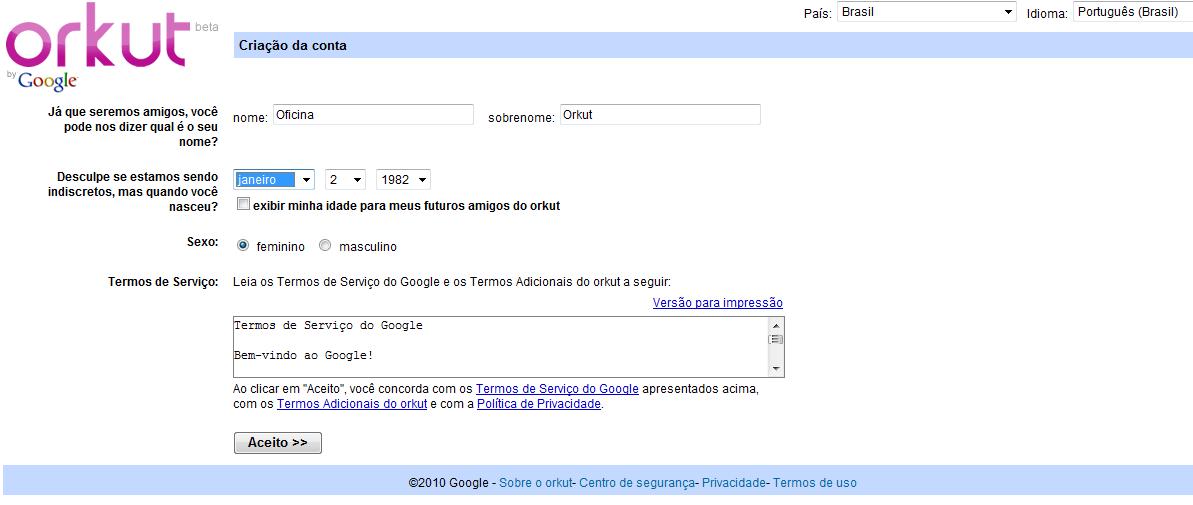 País: Brasil Idioma: Português (Brasil)
orkut beta
by Google
Criação da conta
Já que seremos amigos, você
pode nos dizer qual é o seu
nome?
nome: Oficina sobrenome: Orkut
Desculpe se estamos sendo
indiscretos, mas quando você
nasceu?
janeiro 2 1982
exibir minha idade para meus futuros amigos do orkut
Sexo: feminino masculino
Termos de Serviço: Leia os Termos de Serviço do Google e os Termos Adicionais do orkut a seguir:
Versão para impressão
Termos de Serviço do Google
Bem-vindo ao Google!
Ao clicar em "Aceito", você concorda com os Termos de Serviço do Google apresentados acima,
com os Termos Adicionais do orkut e com a Política de Privacidade.
Aceito >>
©2010 Google - Sobre o orkut- Centro de segurança- Privacidade- Termos de uso